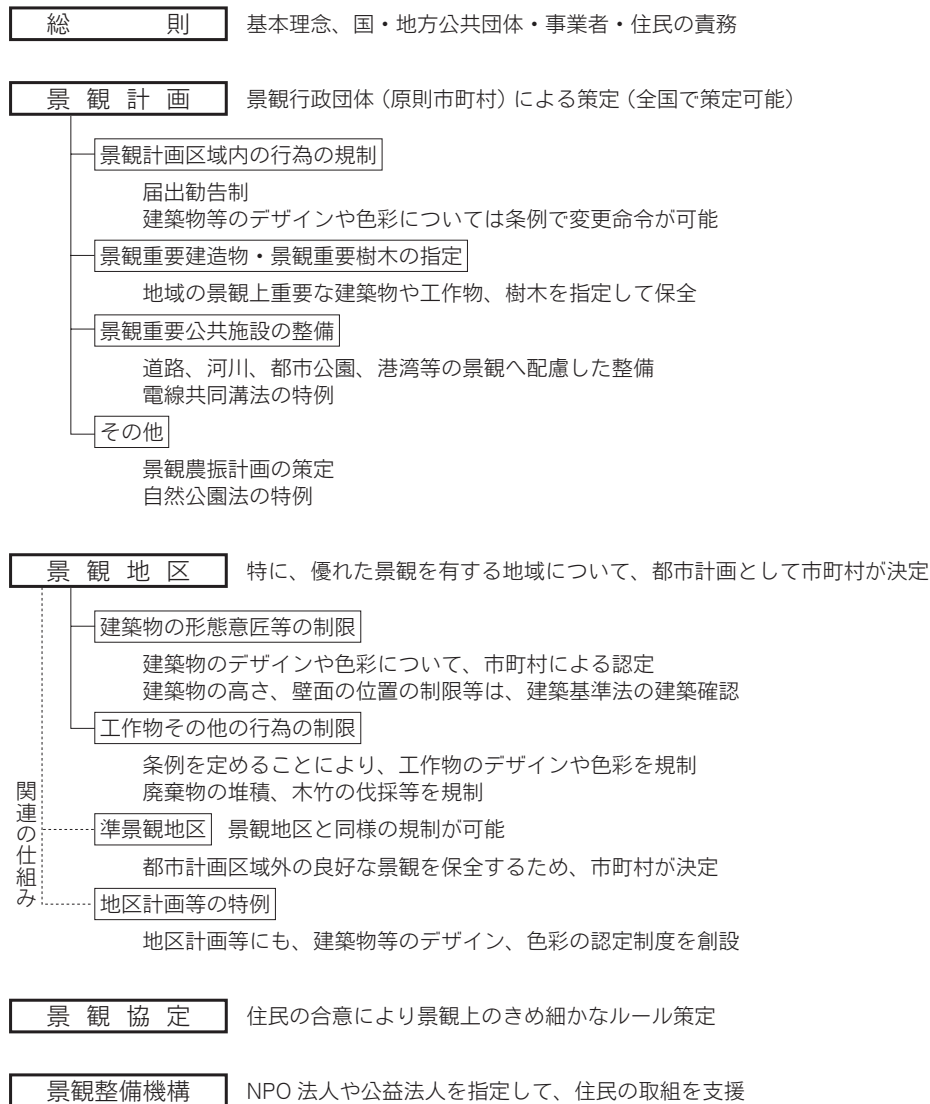 総則 基本理念、国・地方公共団体・事業者・住民の責務
景観計画 景観行政団体（原則市町村）による策定（全国で策定可能）
景観計画区域内の行為の規制
届出勧告制
建築物等のデザインや色彩については条例で変更命令が可能
景観重要建造物・景観重要樹木の指定
地域の景観上重要な建築物や工作物、樹木を指定して保全
景観重要公共施設の整備
道路、河川、都市公園、港湾等の景観へ配慮した整備
電線共同溝法の特例
その他
景観農振計画の策定
自然公園法の特例
景観地区 特に、優れた景観を有する地域について、都市計画として市町村が決定
建築物の形態意匠等の制限
建築物のデザインや色彩について、市町村による認定
建築物の高さ、壁面の位置の制限等は、建築基準法の建築確認
工作物その他の行為の制限
条例を定めることにより、工作物のデザインや色彩を規制
廃棄物の堆積、木竹の伐採等を規制
関連の仕組み
準景観地区 景観地区と同様の規制が可能
都市計画区域外の良好な景観を保全するため、市町村が決定
地区計画等の特例
地区計画等にも、建築物等のデザイン、色彩の認定制度を創設
景観協定 住民の合意により景観上のきめ細かなルール策定
景観整備機構 NPO 法人や公益法人を指定して、住民の取組を支援